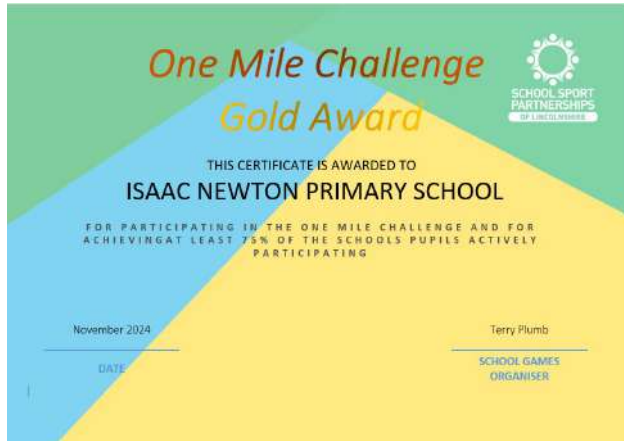 One Mile Challenge
Gold Award
SCHOOL SPORT
PARTNERSHIPS
OF LINCOLNSHIRE
THIS CERTIFICATE IS AWARDED TO
ISAAC NEWTON PRIMARY SCHOOL
FOR PARTICIPATING IN THE ONE MILE CHALLENGE AND FOR
ACHIEVINGAT LEAST 75% OF THE SCHOOLS PUPILS ACTIVELY
PARTICIPATING
November 2024
Terry Plumb
DATE
SCHOOL GAMES
ORGANISER